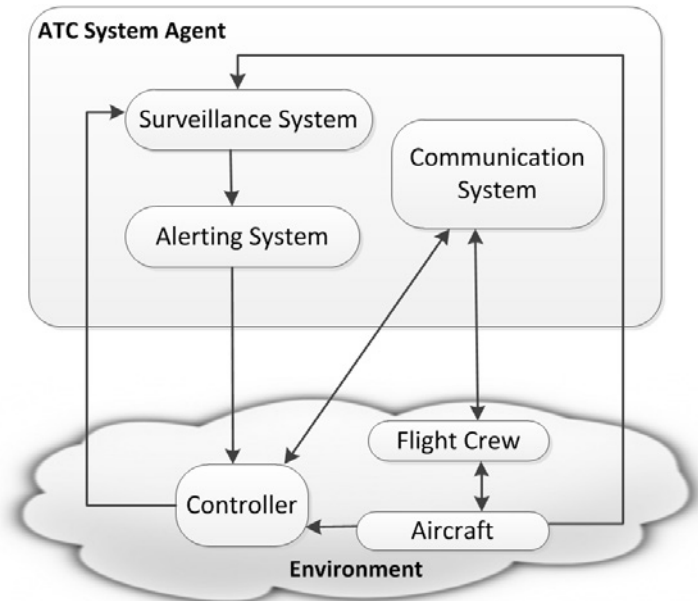 ATC System Agent
Surveillance System
Communication
System
Alerting System
Flight Crew
Controller
Aircraft
Environment